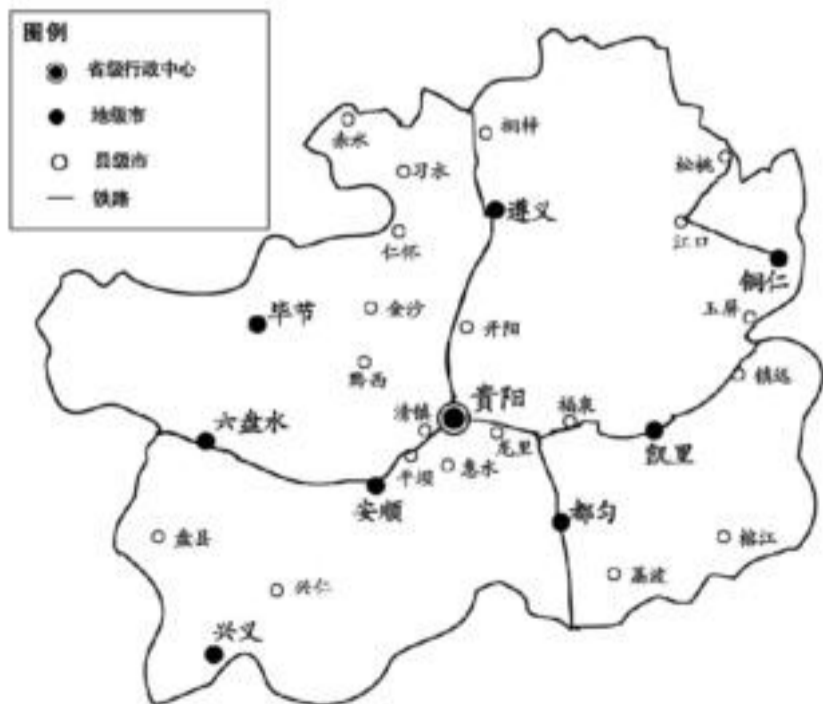 图例
省级行政中心
地级市
县级市
铁路
赤水
桐梓
习水
松桃
遵义
仁怀
江口
铜仁
金沙
毕节
开阳
玉屏
黔西
镇远
贵阳
福泉
清镇
六盘水
龙里
凯里
平坝
惠水
安顺
都匀
盘县
榕江
荔波
兴仁
兴义